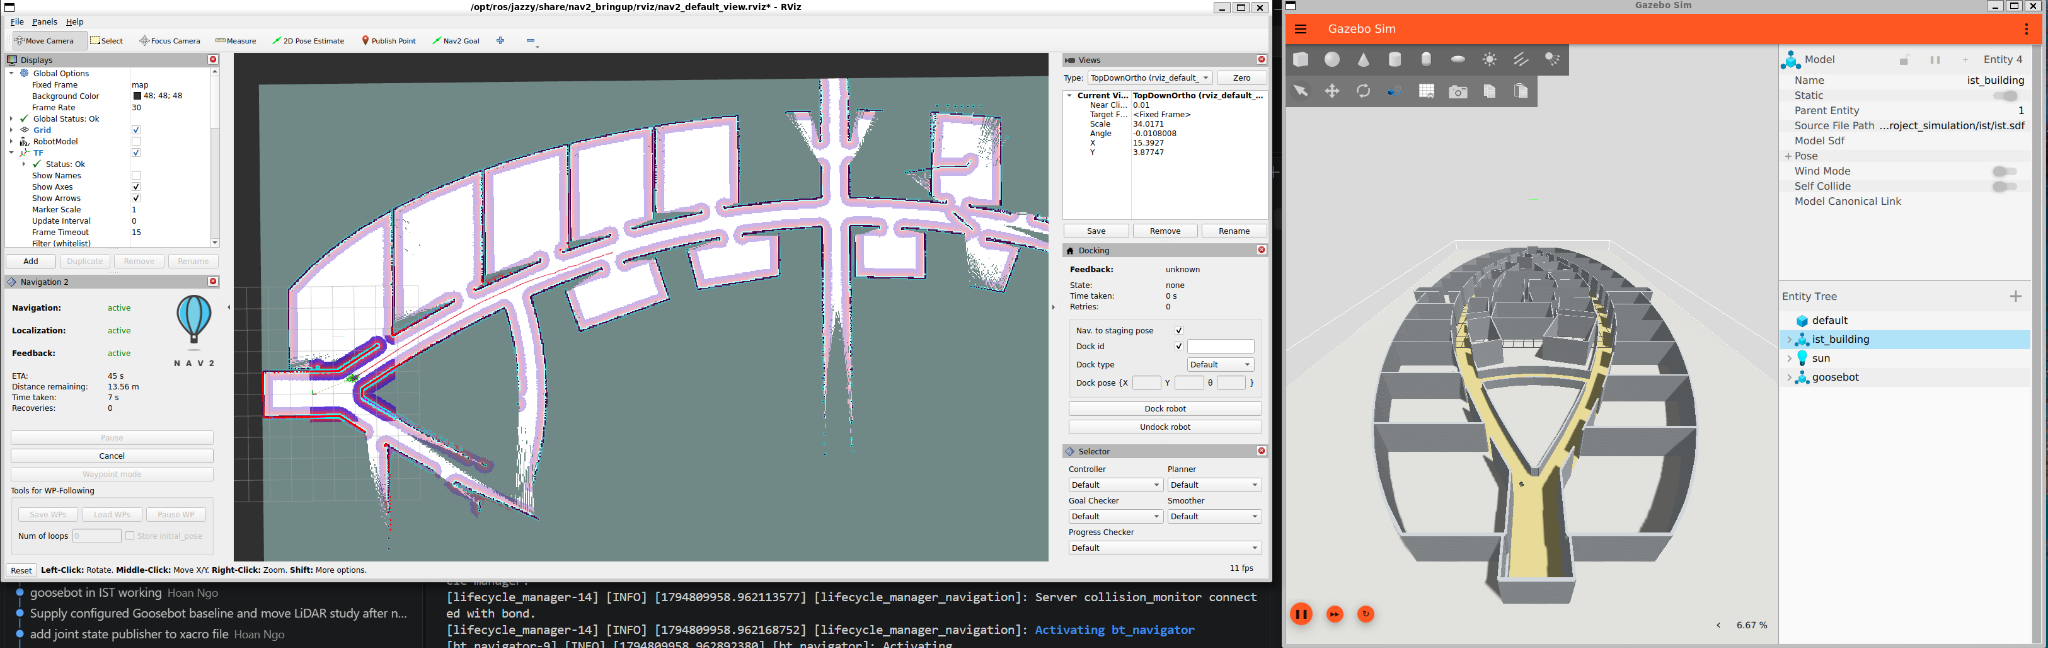 /opt/ros/jazzy/share/nav2_bringup/rviz/nav2_default_view.rviz* - RViz
File Panels Help
Move Camera Select Focus Camera Measure 2D Pose Estimate Publish Point Nav2 Goal
Displays
Global Options
Fixed Frame map
Background Color 48; 48; 48
Frame Rate 30
Global Status: Ok
Grid
RobotModel
TF
Status: Ok
Show Names
Show Axes
Show Arrows
Marker Scale 1
Update Interval 0
Frame Timeout 15
Filter (whitelist)
Add Duplicate Remove Rename
Navigation 2
Navigation: active
Localization: active
Feedback: active
NAV2
ETA: 45 s
Distance remaining: 13.56 m
Time taken: 7 s
Recoveries: 0
Pause
Cancel
Waypoint mode
Tools for WP-Following
Save WPs Load WPs Pause WP
Num of loops 0 Store initial_pose
Reset Left-Click: Rotate. Middle-Click: Move X/Y. Right-Click: Zoom. Shift: More options.
11 fps
Views
Type: TopDownOrtho (rviz_default_ Zero
Current Vi... TopDownOrtho (rviz_default_...
Near Cli... 0.01
Target F... <Fixed Frame>
Scale 34.0171
Angle -0.0108008
X 15.3927
Y 3.87747
Save Remove Rename
Docking
Feedback: unknown
State: none
Time taken: 0 s
Retries: 0
Nav. to staging pose
Dock id
Dock type Default
Dock pose {X Y θ }
Dock robot
Undock robot
Selector
Controller Planner
Default Default
Goal Checker Smoother
Default Default
Progress Checker
Default
goosebot in IST working Hoan Ngo
Supply configured Goosebot baseline and move LiDAR study after n...
add joint state publisher to xacro file Hoan Ngo
[lifecycle_manager-14] [INFO] [1794809958.962113577] [lifecycle_manager_navigation]: Server collision_monitor connect
ed with bond.
[lifecycle_manager-14] [INFO] [1794809958.962168752] [lifecycle_manager_navigation]: Activating bt_navigator
[bt_navigator-9] [INFO] [1794809958.962892380] [bt_navigator]: Activating
Gazebo Sim
Gazebo Sim
Model Entity 4
Name ist_building
Static
Parent Entity 1
Source File Path ...roject_simulation/ist/ist.sdf
Model Sdf
Pose
Wind Mode
Self Collide
Model Canonical Link
Entity Tree
default
ist_building
sun
goosebot
6.67 %